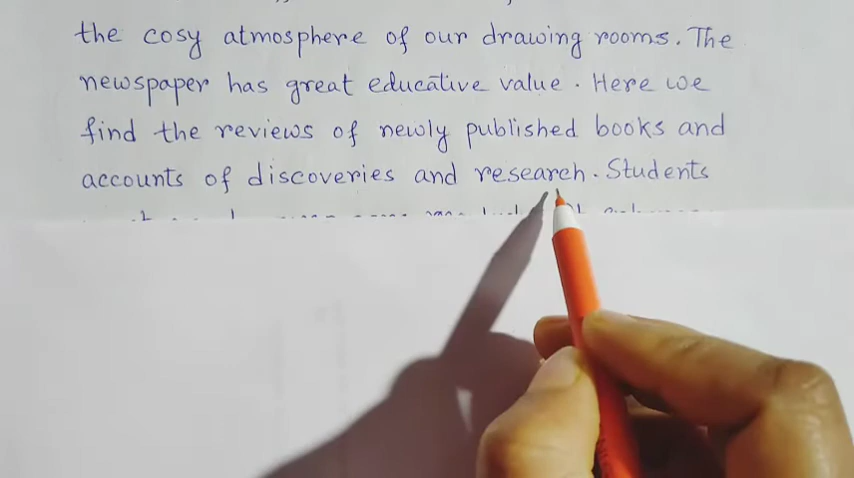 the cosy atmosphere of our drawing rooms. The
newspaper has great educative value. Here we
find the reviews of newly published books and
accounts of discoveries and research. Students